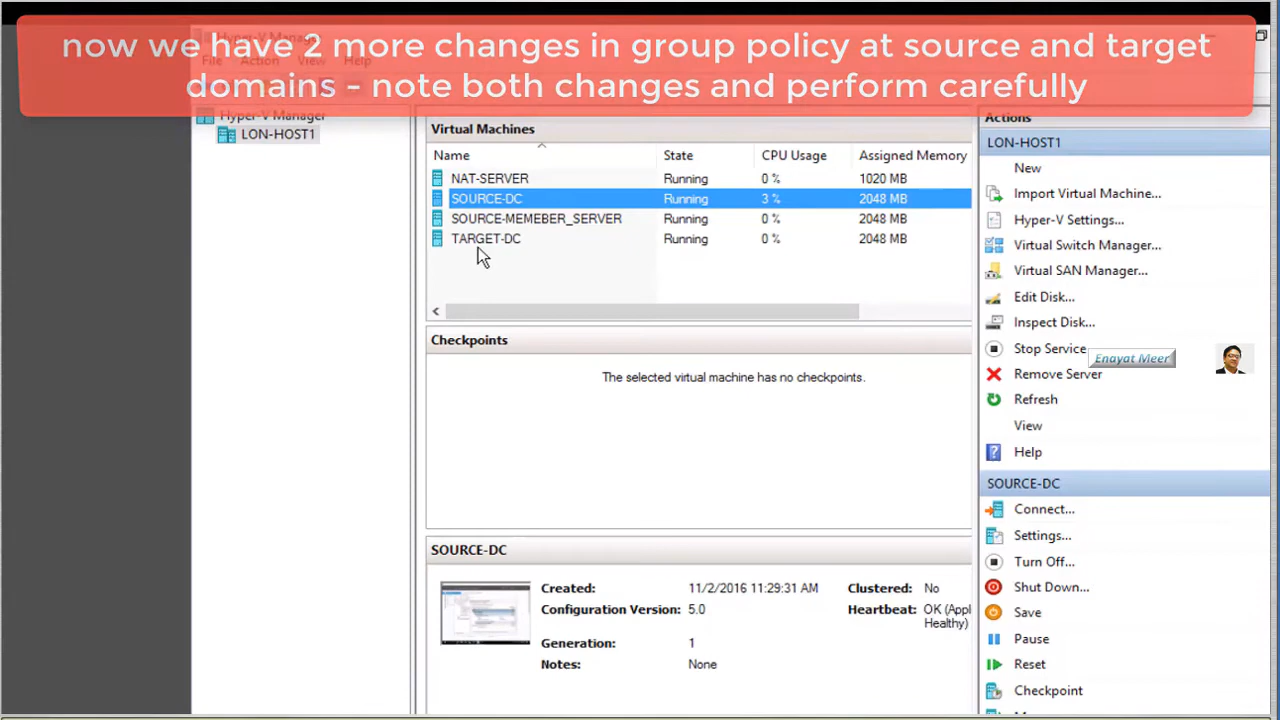 now we have 2 more changes in group policy at source and target
domains - note both changes and perform carefully
Hyper-V Manager
File Action View Help
Hyper-V Manager
LON-HOST1
Virtual Machines
Name State CPU Usage Assigned Memory
NAT-SERVER Running 0 % 1020 MB
SOURCE-DC Running 3 % 2048 MB
SOURCE-MEMEBER_SERVER Running 0 % 2048 MB
TARGET-DC Running 0 % 2048 MB
Checkpoints
The selected virtual machine has no checkpoints.
SOURCE-DC
Created: 11/2/2016 11:29:31 AM Clustered: No
Configuration Version: 5.0 Heartbeat: OK (Appl
Healthy)
Generation: 1
Notes: None
Actions
LON-HOST1
New
Import Virtual Machine...
Hyper-V Settings...
Virtual Switch Manager...
Virtual SAN Manager...
Edit Disk...
Inspect Disk...
Stop Service
Enayat Meer
Remove Server
Refresh
View
Help
SOURCE-DC
Connect...
Settings...
Turn Off...
Shut Down...
Save
Pause
Reset
Checkpoint